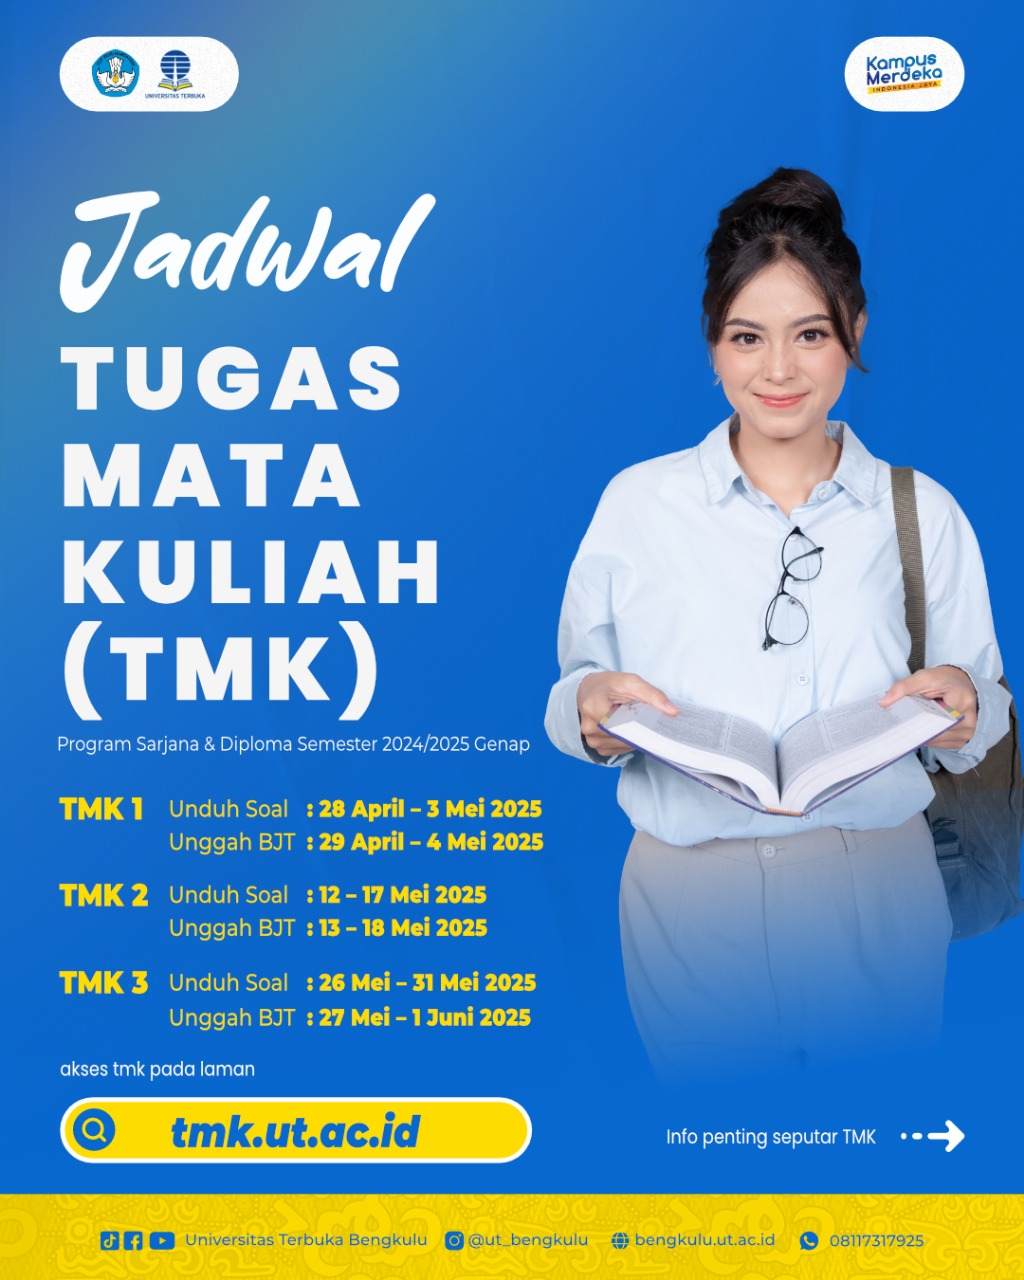 UNIVERSITAS TERBUKA
Kampus
Merdeka
INDONESIA JAYA
Jadwal
TUGAS
MATA
KULIAH
(TMK)
Program Sarjana & Diploma Semester 2024/2025 Genap
TMK 1 Unduh Soal : 28 April – 3 Mei 2025
Unggah BJT : 29 April – 4 Mei 2025
TMK 2 Unduh Soal : 12 – 17 Mei 2025
Unggah BJT : 13 – 18 Mei 2025
TMK 3 Unduh Soal : 26 Mei – 31 Mei 2025
Unggah BJT : 27 Mei – 1 Juni 2025
akses tmk pada laman
tmk.ut.ac.id
Info penting seputar TMK
Universitas Terbuka Bengkulu @ut_bengkulu bengkulu.ut.ac.id 08117317925